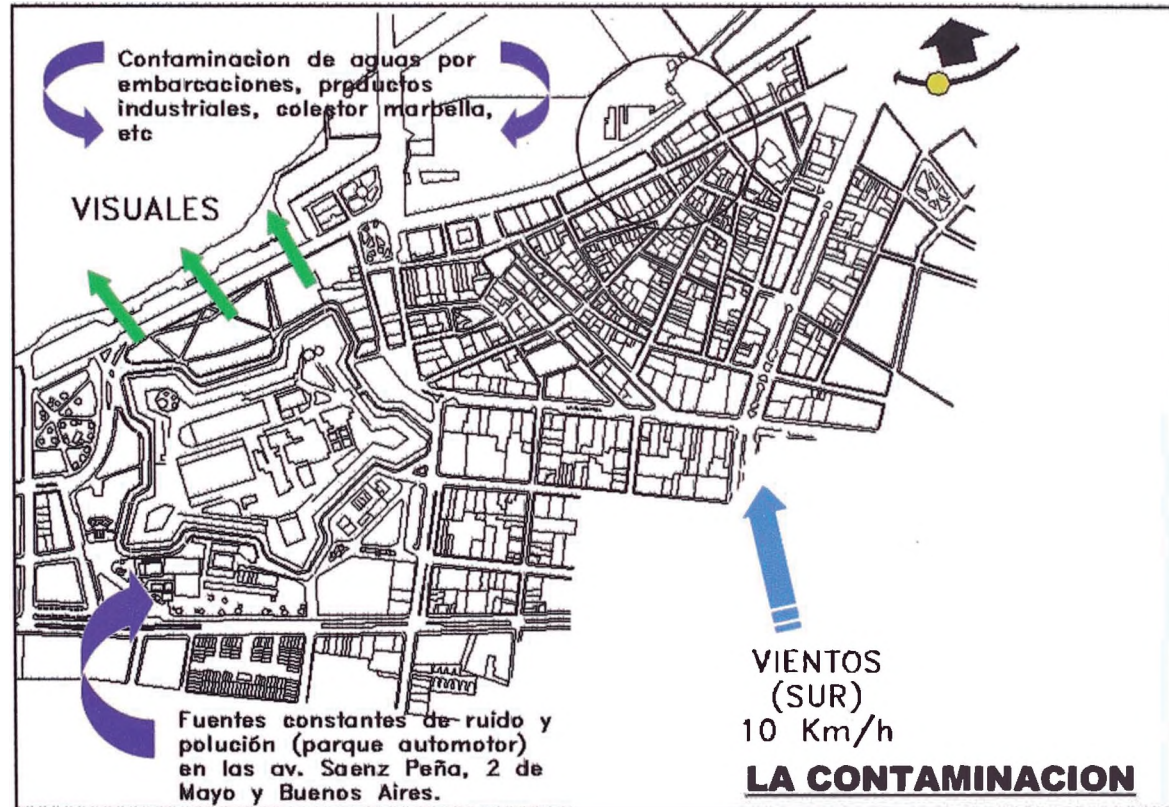 Contaminacion de aguas por
embarcaciones, productos
industriales, colestor marbella,
etc
VISUALES
VIENTOS
(SUR)
10 Km/h
Fuentes constantes de ruido y
polución (parque automotor)
en las av. Saenz Peña, 2 de
Mayo y Buenos Aires.
LA CONTAMINACION